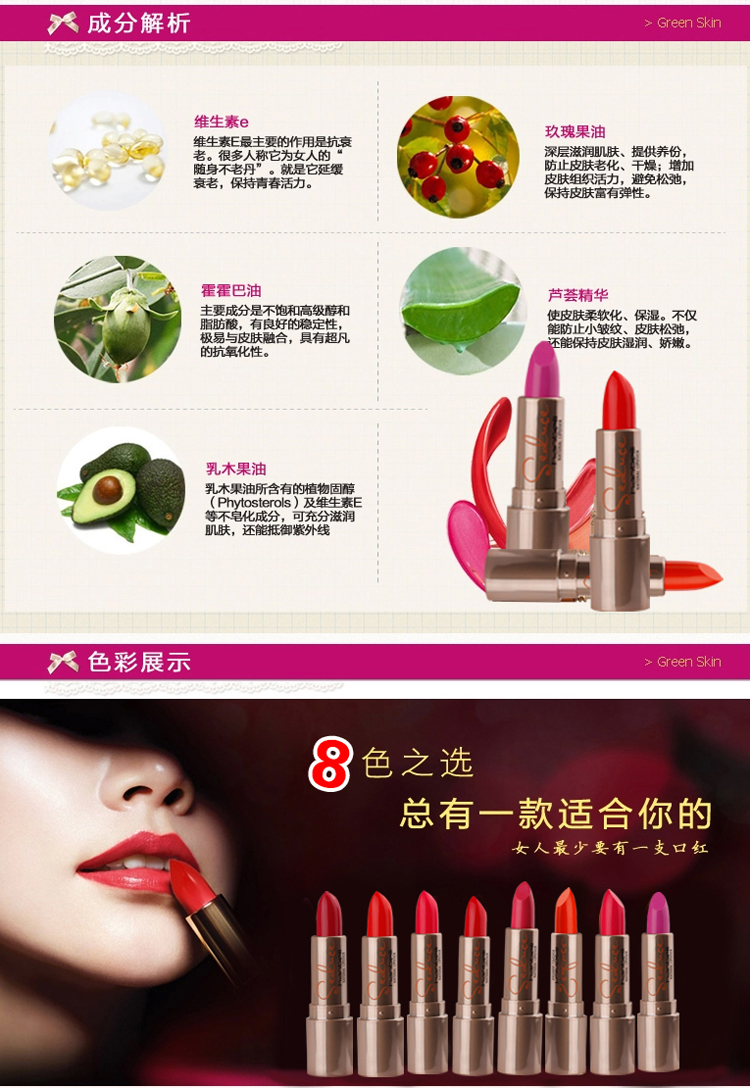 成分解析
> Green Skin
维生素e
维生素E最主要的作用是抗衰
老。很多人称它为女人的“
随身不老丹”。就是它延缓
衰老，保持青春活力。
玫瑰果油
深层滋润肌肤、提供养份，
防止皮肤老化、干燥；增加
皮肤组织活力，避免松弛，
保持皮肤富有弹性。
霍霍巴油
主要成分是不饱和高级醇和
脂肪酸，有良好的稳定性，
极易与皮肤融合，具有超凡
的抗氧化性。
芦荟精华
使皮肤柔软化、保湿。不仅
能防止小皱纹、皮肤松弛，
还能保持皮肤湿润、娇嫩。
乳木果油
乳木果油所含有的植物固醇
（Phytosterols）及维生素E
等不皂化成分，可充分滋润
肌肤，还能抵御紫外线
色彩展示
> Green Skin
8色之选
总有一款适合你的
女人最少要有一支口红